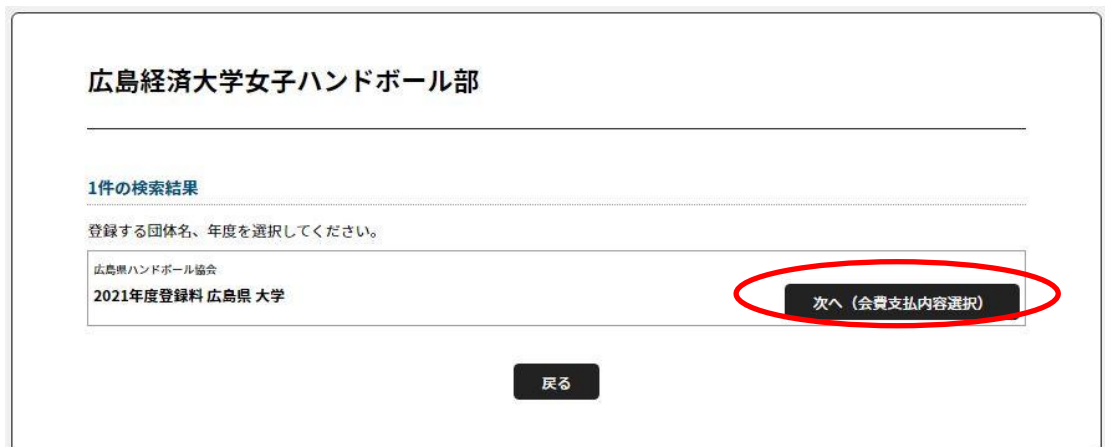 広島経済大学女子ハンドボール部
1件の検索結果
登録する団体名、年度を選択してください。
広島県ハンドボール協会
2021年度登録料 広島県 大学
次へ（会費支払内容選択）
戻る